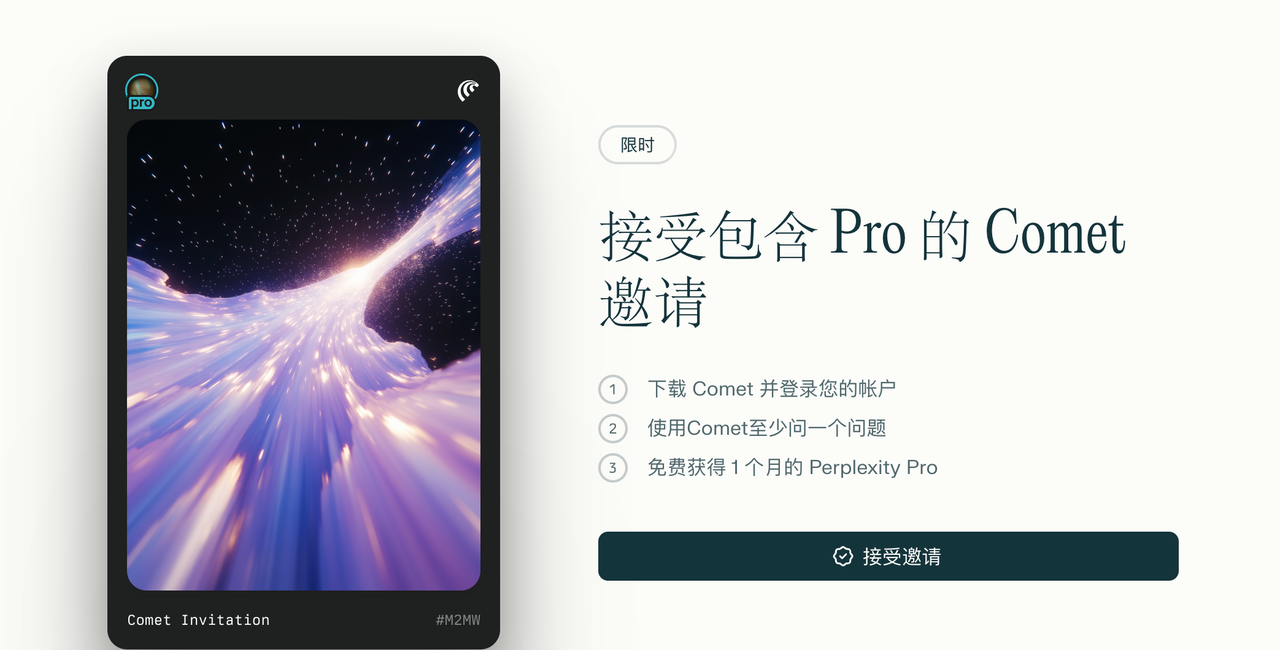 pro
限时
接受包含 Pro 的 Comet
邀请
1 下载 Comet 并登录您的帐户
2 使用Comet至少问一个问题
3 免费获得 1 个月的 Perplexity Pro
接受邀请
Comet Invitation #M2MW